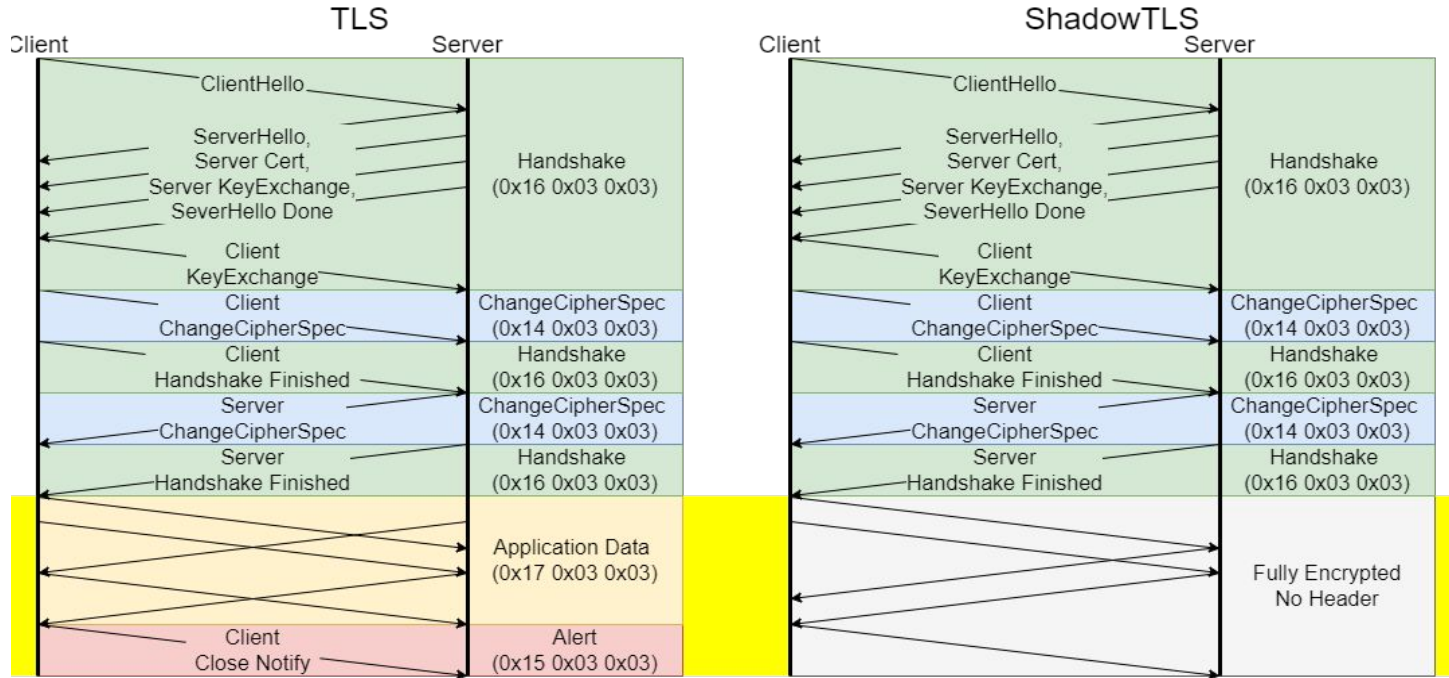 TLS
Client
Server
ClientHello
ServerHello,
Server Cert,
Server KeyExchange,
SeverHello Done
Handshake
(0x16 0x03 0x03)
Client
KeyExchange
Client
ChangeCipherSpec
ChangeCipherSpec
(0x14 0x03 0x03)
Client
Handshake Finished
Handshake
(0x16 0x03 0x03)
Server
ChangeCipherSpec
ChangeCipherSpec
(0x14 0x03 0x03)
Server
Handshake Finished
Handshake
(0x16 0x03 0x03)
Application Data
(0x17 0x03 0x03)
Client
Close Notify
Alert
(0x15 0x03 0x03)
ShadowTLS
Client
Server
ClientHello
ServerHello,
Server Cert,
Server KeyExchange,
SeverHello Done
Handshake
(0x16 0x03 0x03)
Client
KeyExchange
Client
ChangeCipherSpec
ChangeCipherSpec
(0x14 0x03 0x03)
Client
Handshake Finished
Handshake
(0x16 0x03 0x03)
Server
ChangeCipherSpec
ChangeCipherSpec
(0x14 0x03 0x03)
Server
Handshake Finished
Handshake
(0x16 0x03 0x03)
Fully Encrypted
No Header